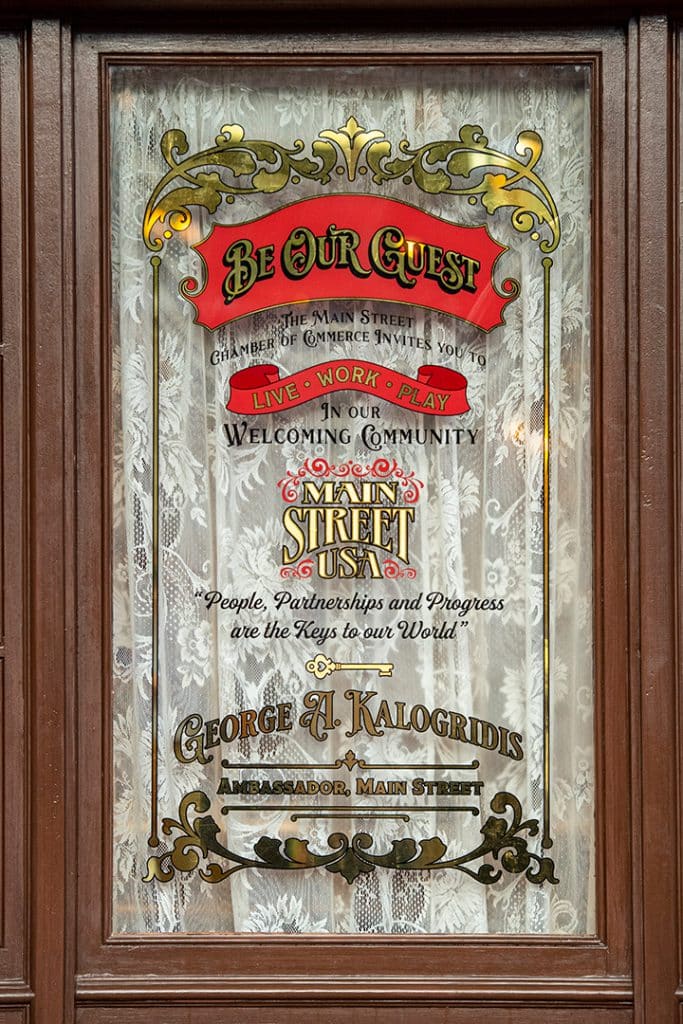 Be Our Guest
The Main Street
Chamber of Commerce Invites you to
LIVE · WORK · PLAY
In our
Welcoming Community
MAIN
STREET
USA
“People, Partnerships and Progress
are the Keys to our World”
George A. Kalogridis
Ambassador, Main Street